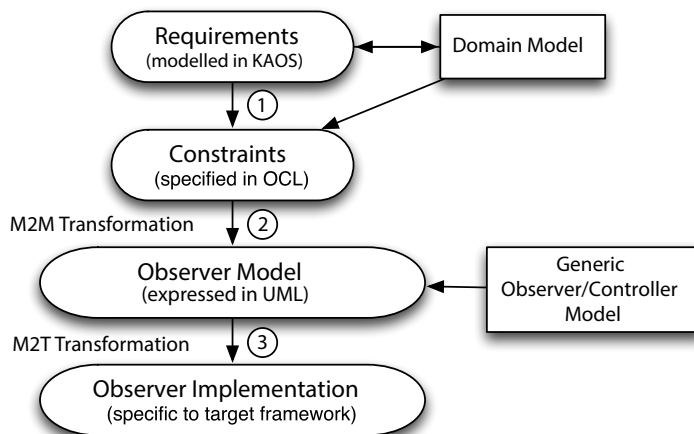 Requirements
(modelled in KAOS)
Domain Model
1
Constraints
(specified in OCL)
M2M Transformation
2
Observer Model
(expressed in UML)
Generic
Observer/Controller
Model
M2T Transformation
3
Observer Implementation
(specific to target framework)